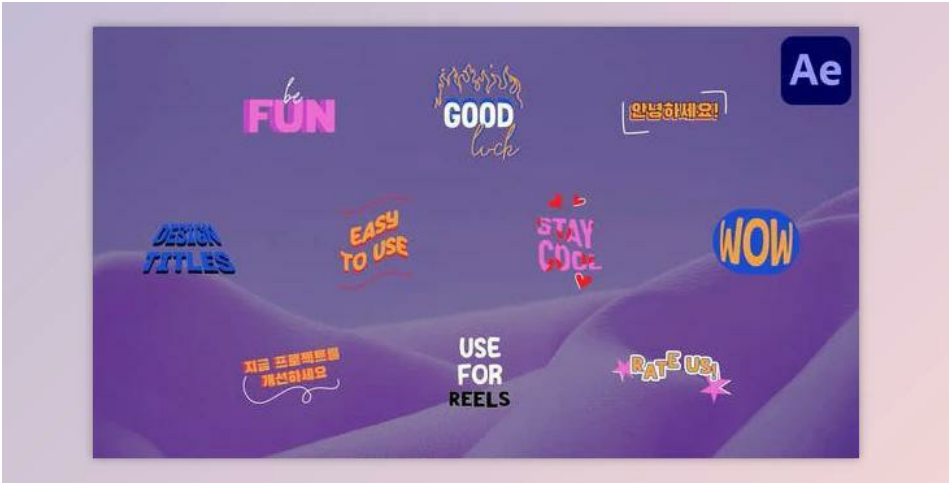 Ae
be
FUN
GOOD
luck
안녕하세요!
DESIGN
TITLES
EASY
TO USE
STAY
COOL
WOW
지금 프로젝트를
개선하세요
USE
FOR
REELS
RATE US!